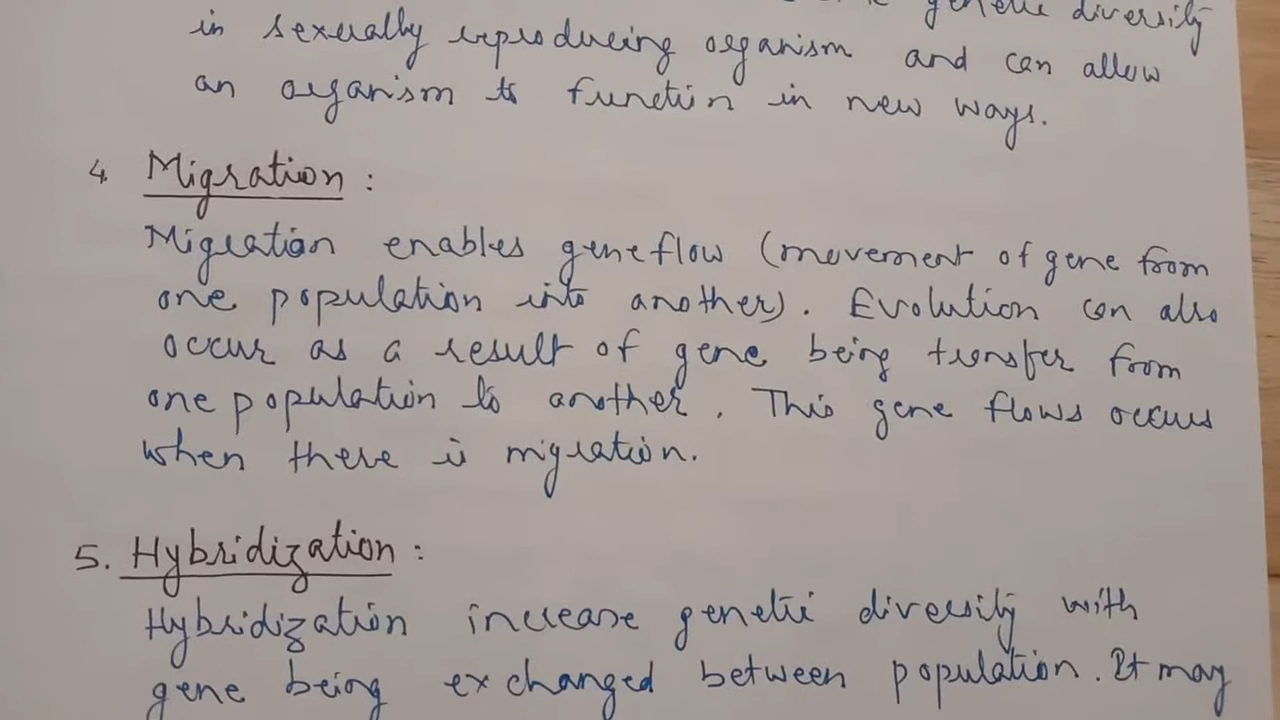 genetic diversity
in sexually reproducing organism and can allow
an organism to function in new ways.
4. Migration :
Migration enables geneflow (movement of gene from
one population into another). Evolution can also
occur as a result of gene being transfer from
one population to another. This gene flows occurs
when there is migration.
5. Hybridization :
Hybridization increase genetic diversity with
gene being exchanged between population. It may